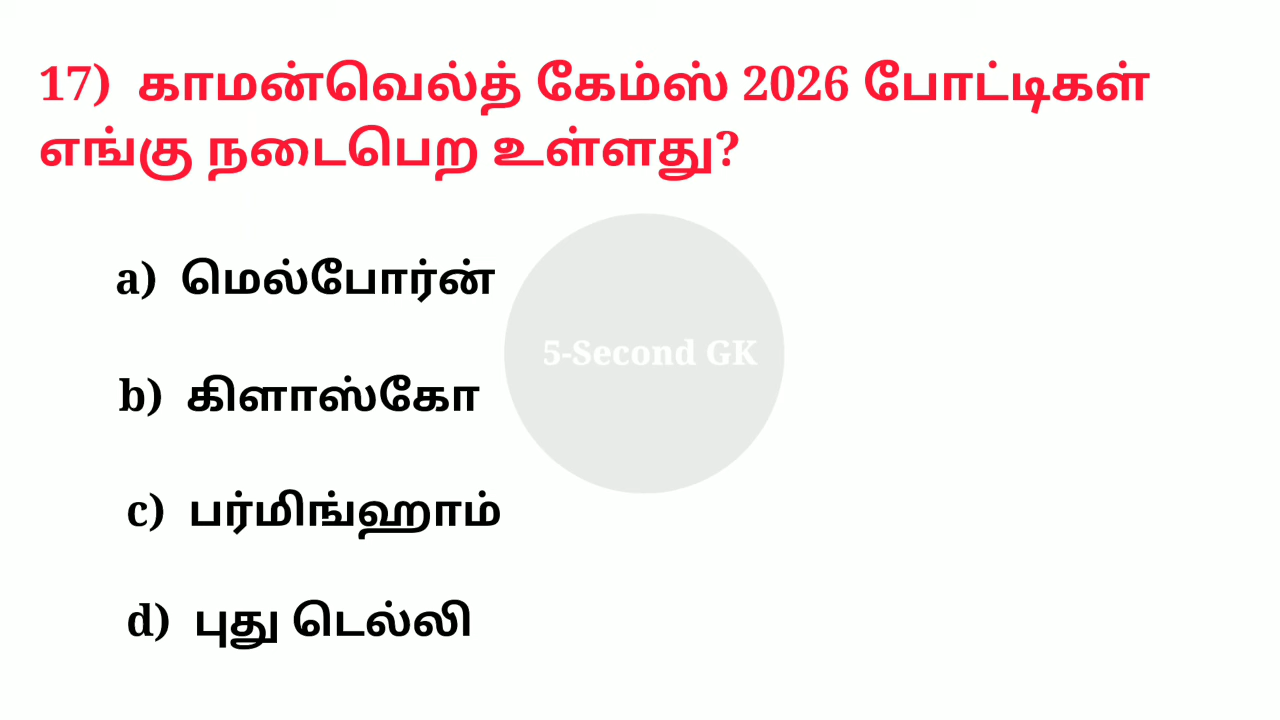 17) காமன்வெல்த் கேம்ஸ் 2026 போட்டிகள்
எங்கு நடைபெற உள்ளது?
a) மெல்போர்ன்
5-Second GK
b) கிளாஸ்கோ
c) பர்மிங்ஹாம்
d) புது டெல்லி